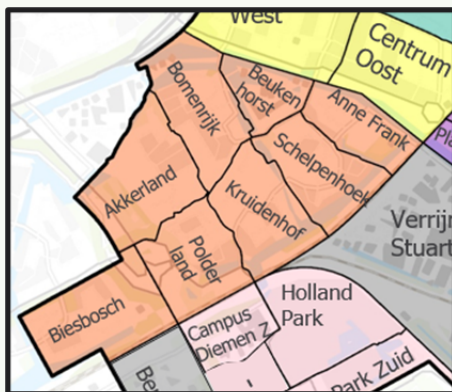 West
Centrum
Oost
Bomenrijk
Beuken
horst
Anne Frank
Schelpenhoek
Akkerland
Kruidenhof
Polder
land
Verrijn
Stuart
Biesbosch
Holland
Park
Campus
Diemen Z
Park Zuid